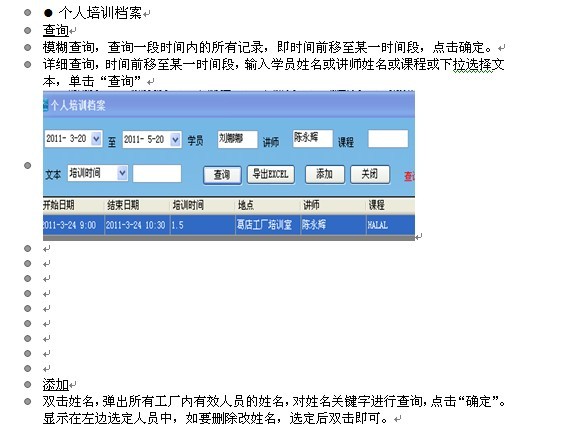 ● 个人培训档案
查询
模糊查询，查询一段时间内的所有记录，即时间前移至某一时间段，点击确定。
详细查询，时间前移至某一时间段，输入学员姓名或讲师姓名或课程或下拉选择文
本，单击“查询”
个人培训档案
2011- 3-20 至 2011- 5-20 学员 刘娜娜 讲师 陈永辉 课程
文本 培训时间 查询 导出EXCEL 添加 关闭
开始日期 结束日期 培训时间 地点 讲师 课程
2011-3-24 9:00 2011-3-24 10:30 1.5 葛店工厂培训室 陈永辉 HALAL
添加
双击姓名，弹出所有工厂内有效人员的姓名，对姓名关健字进行查询，点击“确定”。
显示在左边选定人员中，如要删除改姓名，选定后双击即可。